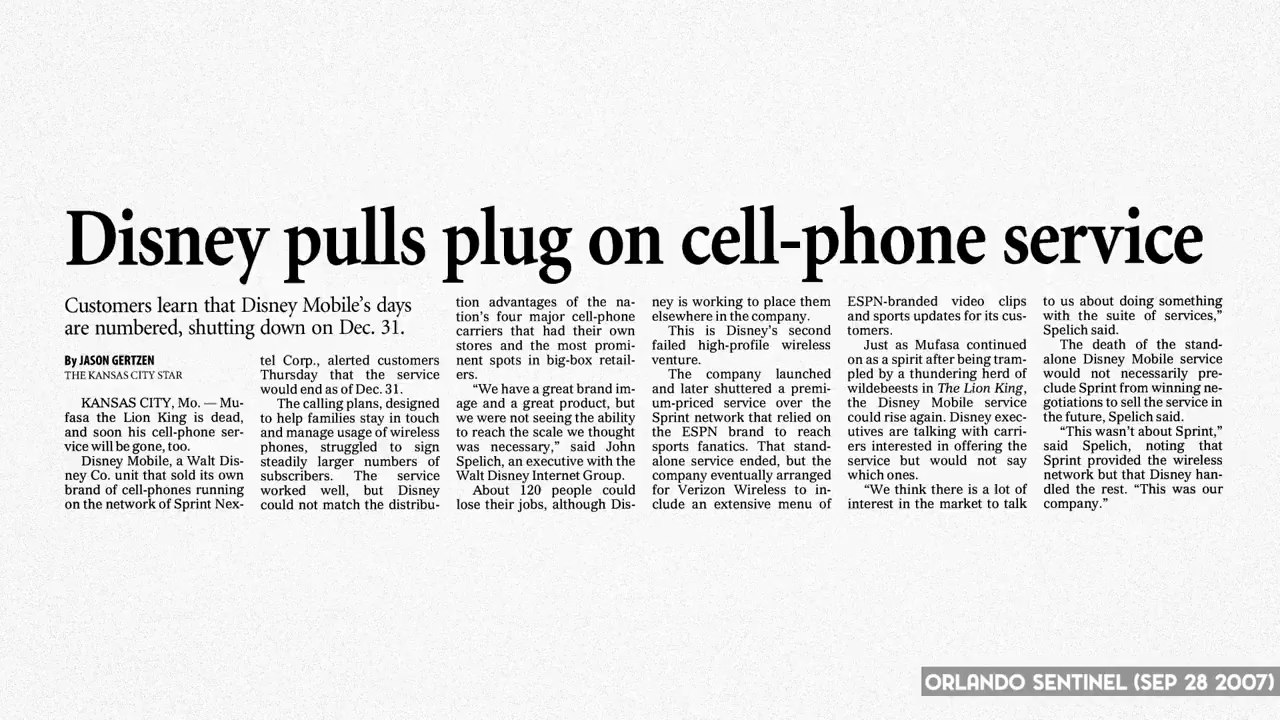 Disney pulls plug on cell-phone service
Customers learn that Disney Mobile's days
are numbered, shutting down on Dec. 31.
By JASON GERTZEN
THE KANSAS CITY STAR
KANSAS CITY, Mo. — Mu-
fasa the Lion King is dead,
and soon his cell-phone ser-
vice will be gone, too.
Disney Mobile, a Walt Dis-
ney Co. unit that sold its own
brand of cell-phones running
on the network of Sprint Nex-
tel Corp., alerted customers
Thursday that the service
would end as of Dec. 31.
The calling plans, designed
to help families stay in touch
and manage usage of wireless
phones, struggled to sign
steadily larger numbers of
subscribers. The service
worked well, but Disney
could not match the distribu-
tion advantages of the na-
tion's four major cell-phone
carriers that had their own
stores and the most promi-
nent spots in big-box retail-
ers.
"We have a great brand im-
age and a great product, but
we were not seeing the ability
to reach the scale we thought
was necessary," said John
Spelich, an executive with the
Walt Disney Internet Group.
About 120 people could
lose their jobs, although Dis-
ney is working to place them
elsewhere in the company.
This is Disney's second
failed high-profile wireless
venture.
The company launched
and later shuttered a premi-
um-priced service over the
Sprint network that relied on
the ESPN brand to reach
sports fanatics. That stand-
alone service ended, but the
company eventually arranged
for Verizon Wireless to in-
clude an extensive menu of
ESPN-branded video clips
and sports updates for its cus-
tomers.
Just as Mufasa continued
on as a spirit after being tram-
pled by a thundering herd of
wildebeests in The Lion King,
the Disney Mobile service
could rise again. Disney exec-
utives are talking with carri-
ers interested in offering the
service but would not say
which ones.
"We think there is a lot of
interest in the market to talk
to us about doing something
with the suite of services,"
Spelich said.
The death of the stand-
alone Disney Mobile service
would not necessarily pre-
clude Sprint from winning ne-
gotiations to sell the service in
the future, Spelich said.
"This wasn't about Sprint,"
said Spelich, noting that
Sprint provided the wireless
network but that Disney han-
dled the rest. "This was our
company."
ORLANDO SENTINEL (SEP 28 2007)